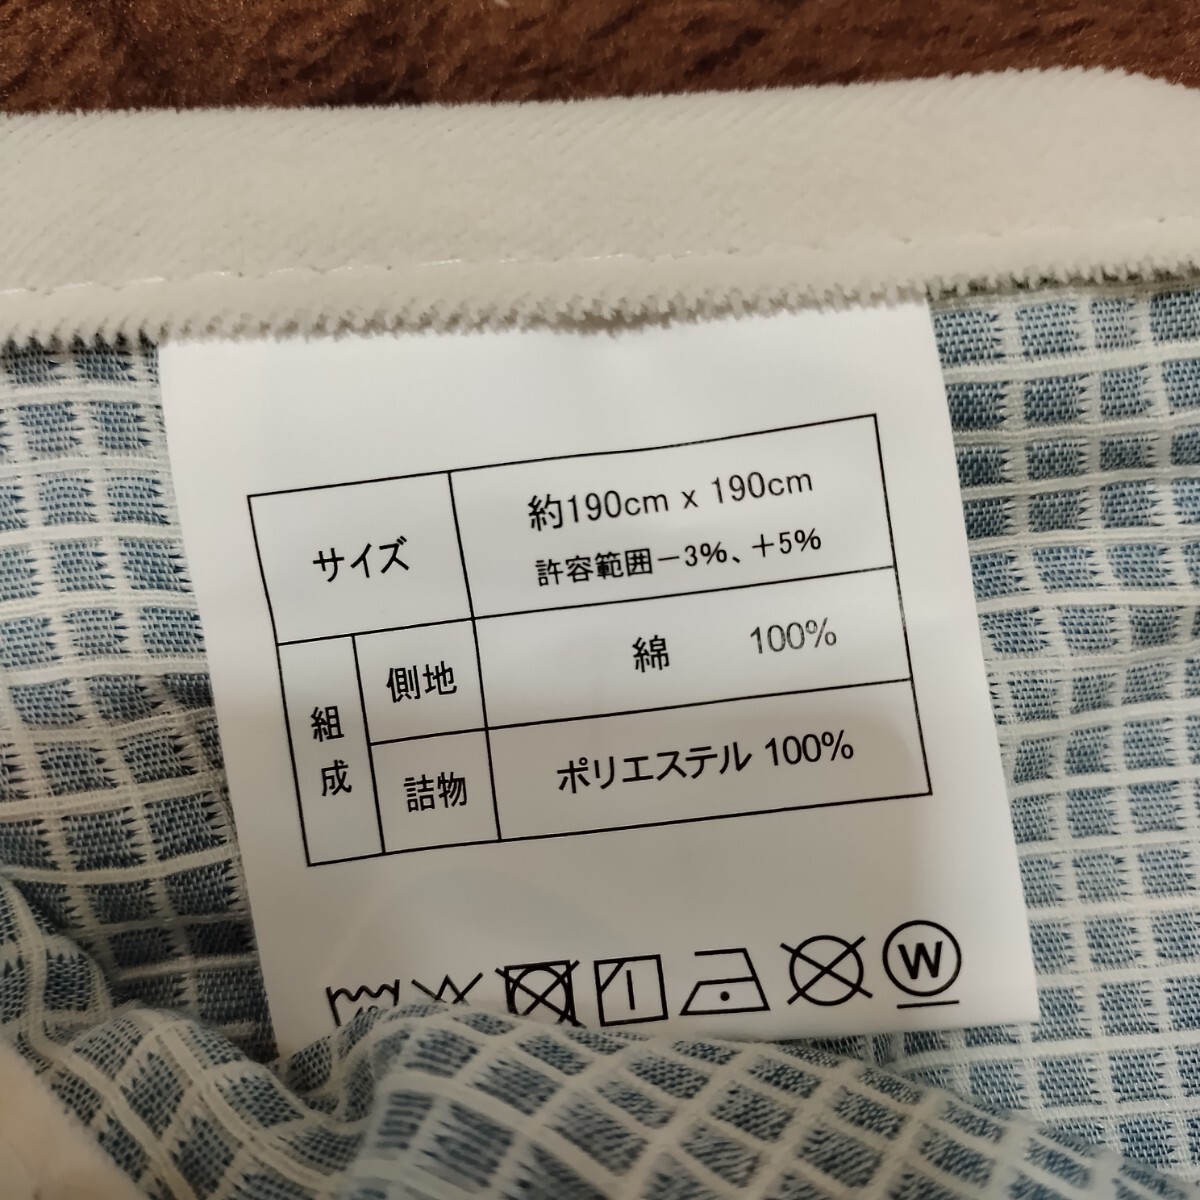 サイズ
約190cm x 190cm
許容範囲－3%、＋5%
組成
側地
綿 100%
詰物
ポリエステル 100%
W